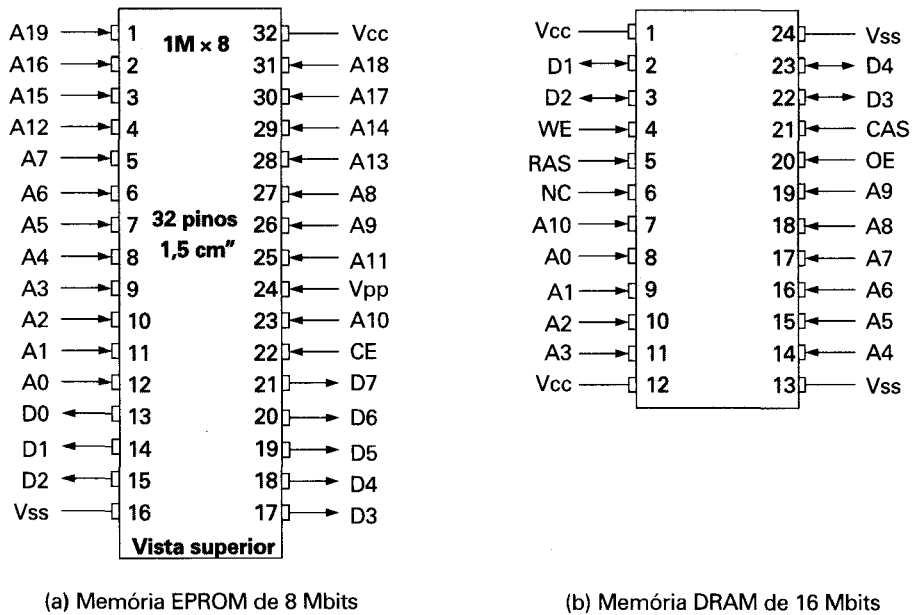 A19 1 1M × 8 32 Vcc
A16 2 31 A18
A15 3 30 A17
A12 4 29 A14
A7 5 28 A13
A6 6 27 A8
A5 7 32 pinos 26 A9
A4 8 1,5 cm" 25 A11
A3 9 24 Vpp
A2 10 23 A10
A1 11 22 CE
A0 12 21 D7
D0 13 20 D6
D1 14 19 D5
D2 15 18 D4
Vss 16 17 D3
Vista superior
(a) Memória EPROM de 8 Mbits
Vcc 1 24 Vss
D1 2 23 D4
D2 3 22 D3
WE 4 21 CAS
RAS 5 20 OE
NC 6 19 A9
A10 7 18 A8
A0 8 17 A7
A1 9 16 A6
A2 10 15 A5
A3 11 14 A4
Vcc 12 13 Vss
(b) Memória DRAM de 16 Mbits